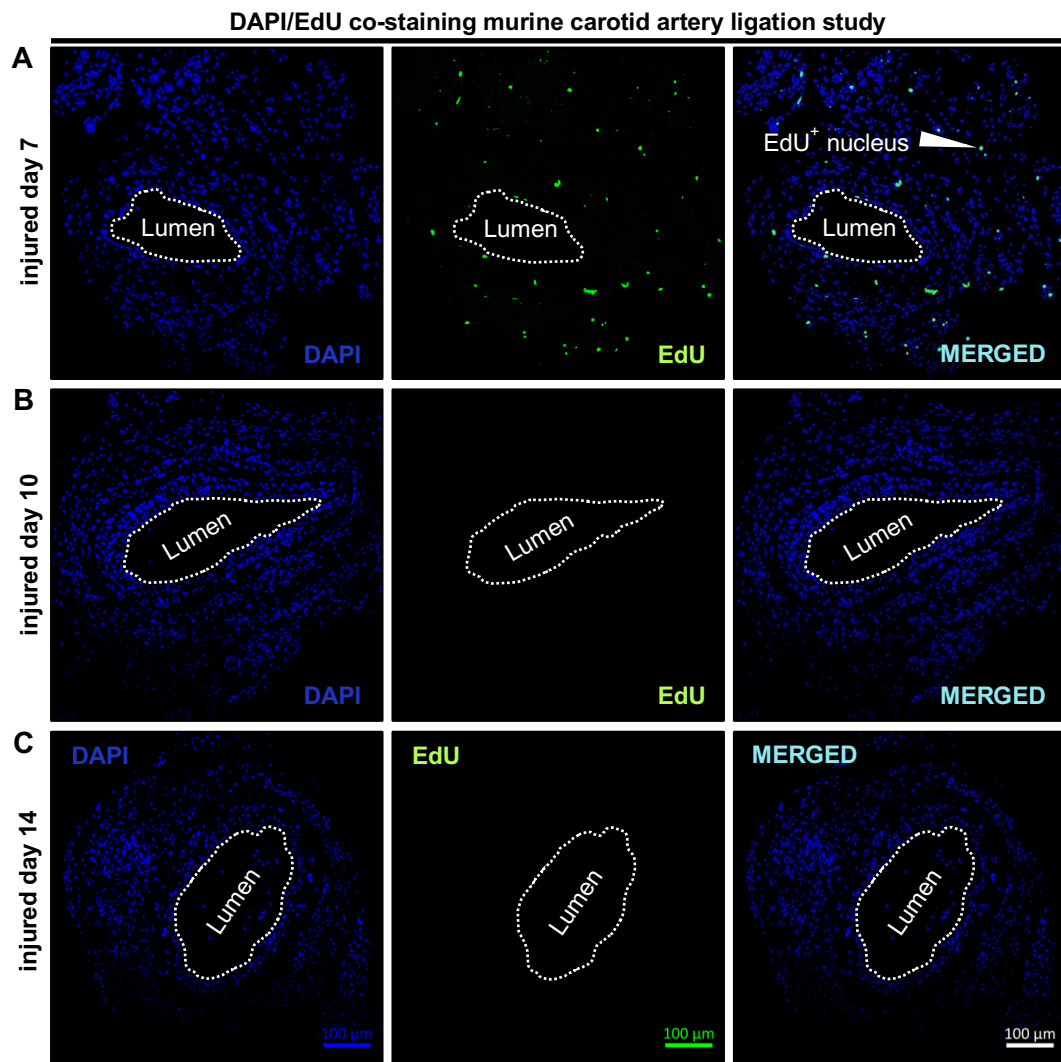 DAPI/EdU co-staining murine carotid artery ligation study
A
injured day 7
Lumen
DAPI
Lumen
EdU
EdU⁺ nucleus
Lumen
MERGED
B
injured day 10
Lumen
DAPI
Lumen
EdU
Lumen
MERGED
C
injured day 14
DAPI
Lumen
100 µm
EdU
Lumen
100 µm
MERGED
Lumen
100 µm